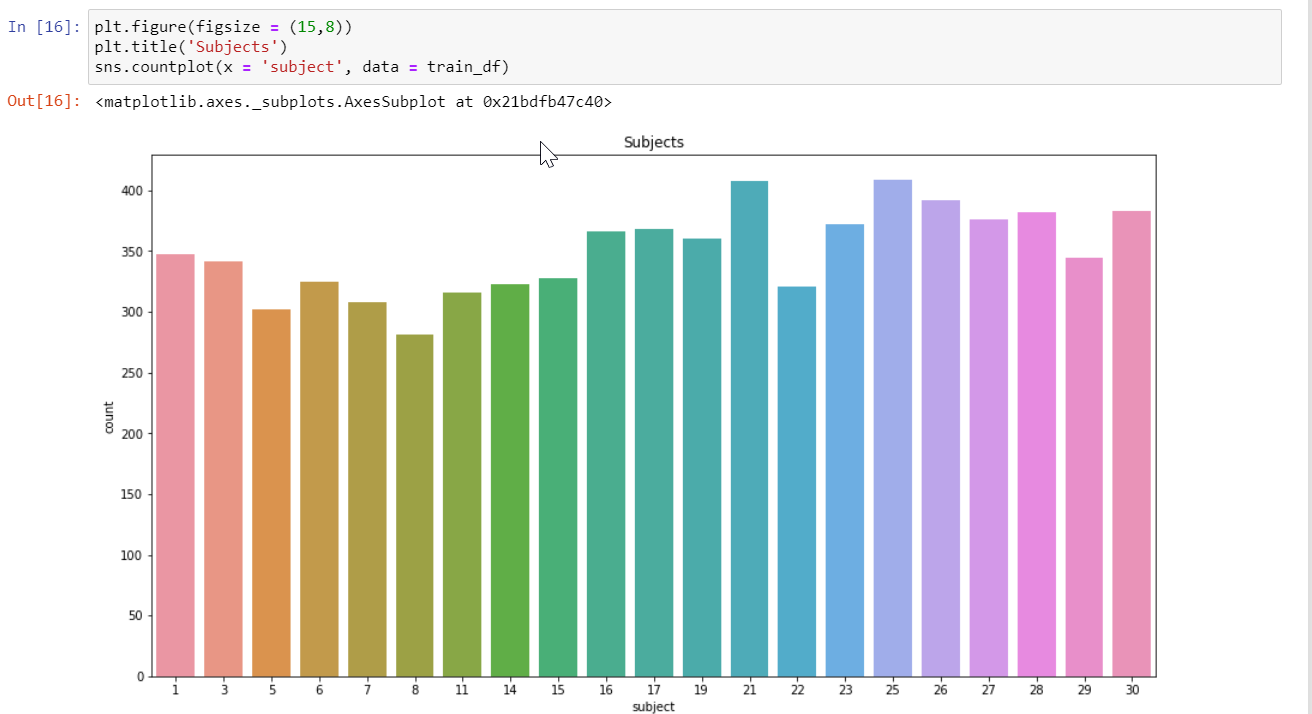 In [16]: plt.figure(figsize = (15,8))
plt.title('Subjects')
sns.countplot(x = 'subject', data = train_df)
Out[16]: <matplotlib.axes._subplots.AxesSubplot at 0x21bdfb47c40>
Subjects
400
350
300
250
200
150
100
50
0
count
1 3 5 6 7 8 11 14 15 16 17 19 21 22 23 25 26 27 28 29 30
subject